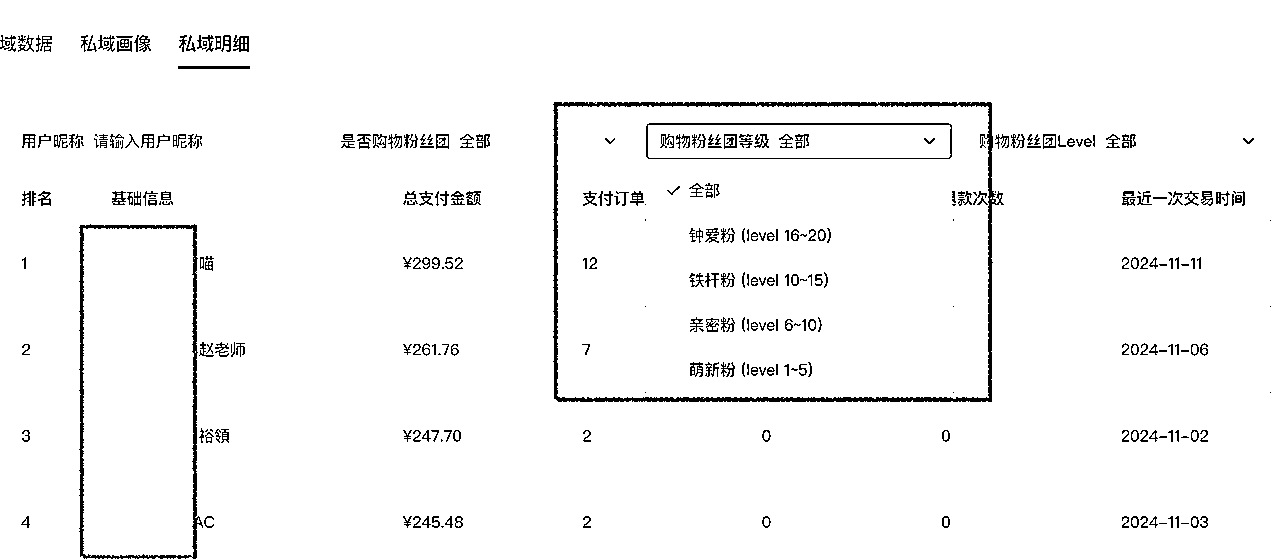 域数据 私域画像 私域明细
用户昵称 请输入用户昵称 是否购物粉丝团 全部 购物粉丝团等级 全部 购物粉丝团Level 全部
排名 基础信息 总支付金额 支付订单 款次数 最近一次交易时间
全部
钟爱粉 (level 16~20)
1 喵 ¥299.52 12 2024-11-11
铁杆粉 (level 10~15)
亲密粉 (level 6~10)
2 赵老师 ¥261.76 7 2024-11-06
萌新粉 (level 1~5)
3 裕領 ¥247.70 2 0 0 2024-11-02
4 AC ¥245.48 2 0 0 2024-11-03